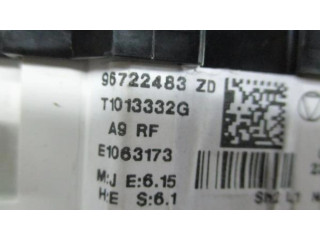 96722483 ZD
T1013332G
A9 RF
E1063173
M:J E:6.15
H:E S:6.1